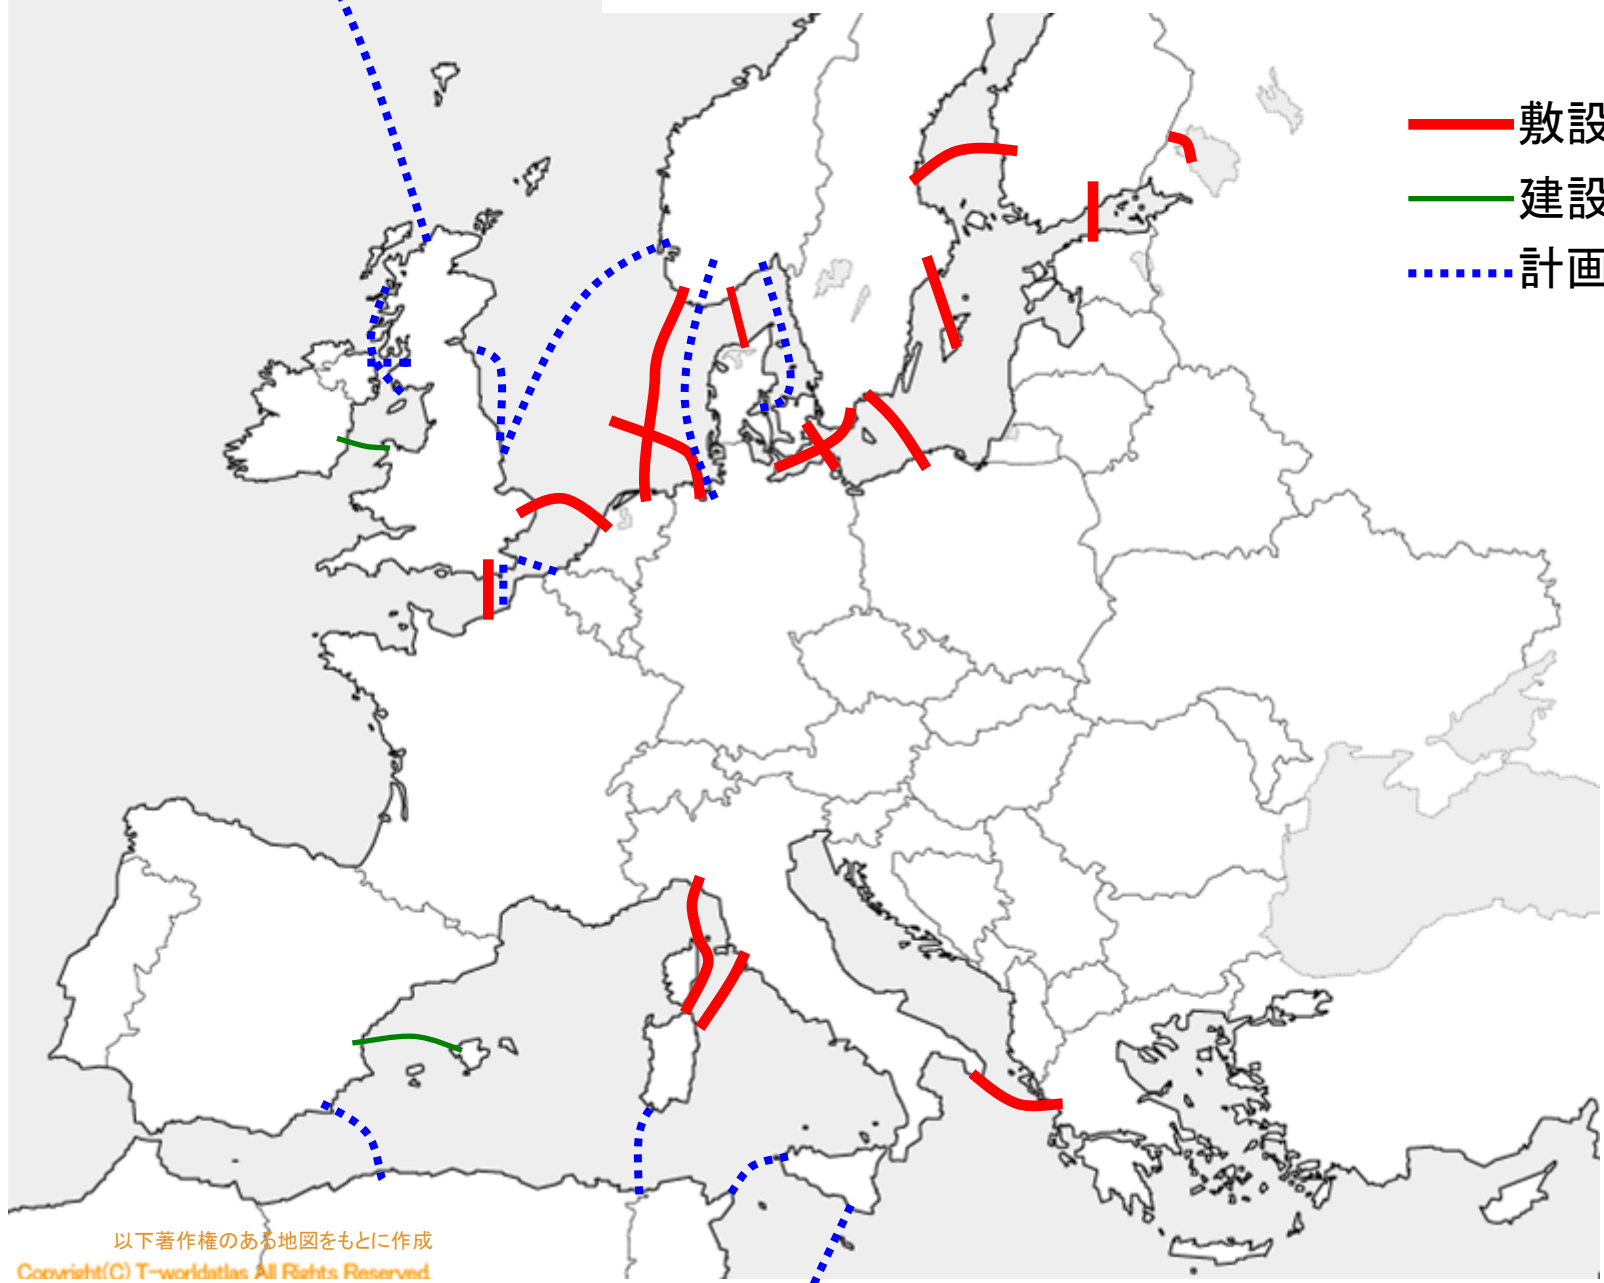 敷設
建設
計画
以下著作権のある地図をもとに作成
Copyright(C) T-worldatlas All Rights Reserved.